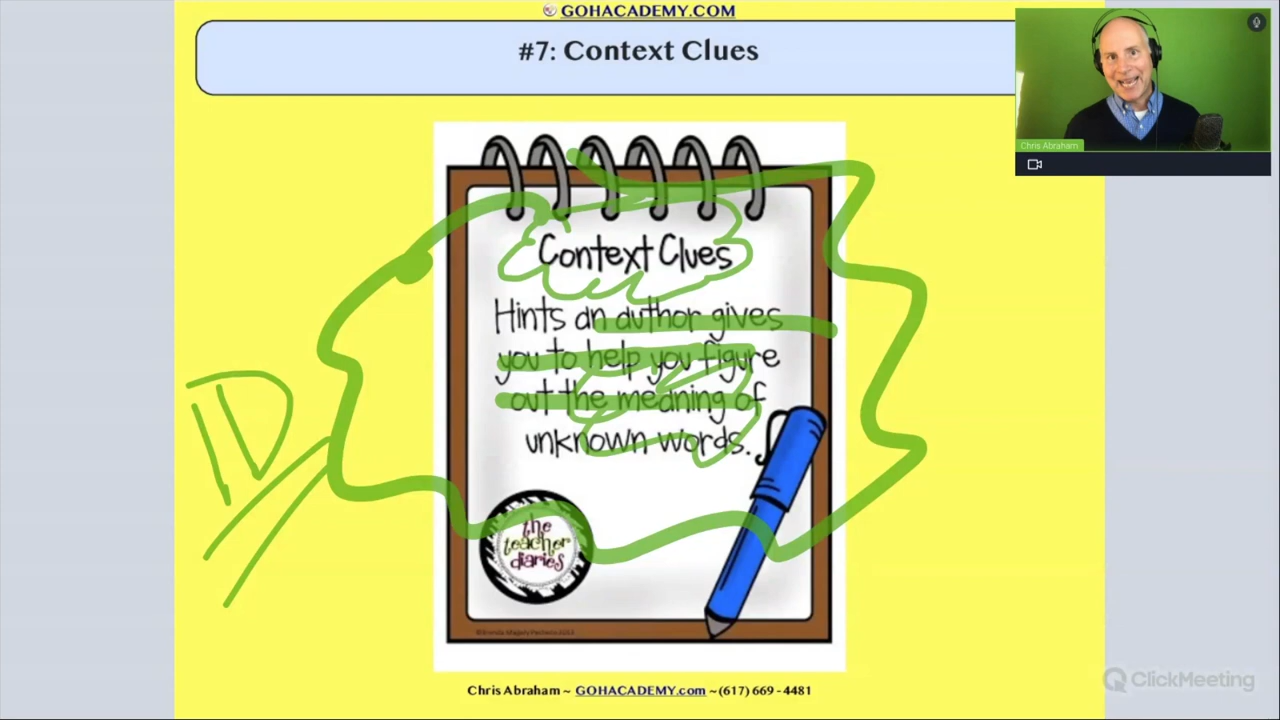 GOHACADEMY.COM
#7: Context Clues
Chris Abraham
Context Clues
Hints an author gives
you to help you figure
out the meaning of
unknown words.
ID
the
teacher
diaries
Chris Abraham ~ GOHACADEMY.com ~(617) 669 - 4481
ClickMeeting